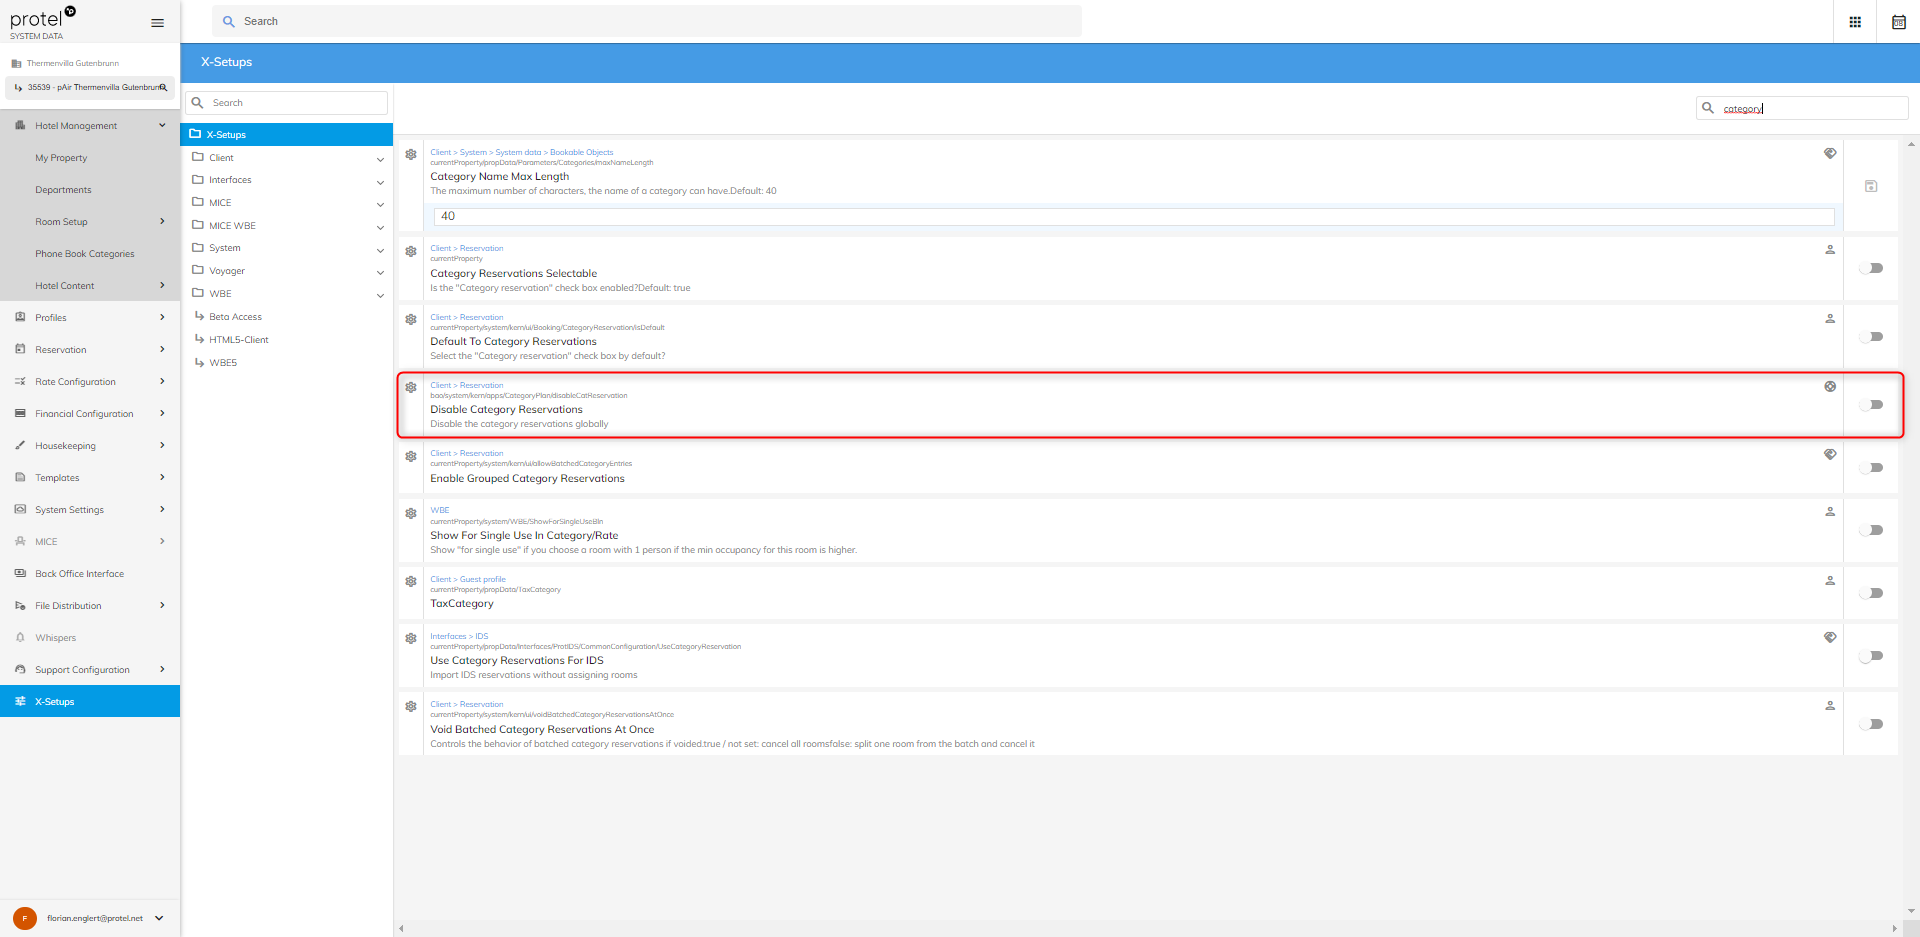 protel
SYSTEM DATA
Search
Thermenvilla Gutenbrunn
35539 - pAir Thermenvilla Gutenbrunn
X-Setups
Hotel Management
My Property
Departments
Room Setup
Phone Book Categories
Hotel Content
Profiles
Reservation
Rate Configuration
Financial Configuration
Housekeeping
Templates
System Settings
MICE
Back Office Interface
File Distribution
Whispers
Support Configuration
X-Setups
florian.englert@protel.net
F
Search
X-Setups
Client
Interfaces
MICE
MICE WBE
System
Voyager
WBE
Beta Access
HTML5-Client
WBE5
category
Client > System > System data > Bookable Objects
currentProperty/propData/Parameters/Categories/maxNameLength
Category Name Max Length
The maximum number of characters, the name of a category can have.Default: 40
40
Client > Reservation
currentProperty
Category Reservations Selectable
Is the "Category reservation" check box enabled?Default: true
Client > Reservation
currentProperty/system/kern/ui/Booking/CategoryReservation/isDefault
Default To Category Reservations
Select the "Category reservation" check box by default?
Client > Reservation
bao/system/kern/apps/CategoryPlan/disableCatReservation
Disable Category Reservations
Disable the category reservations globally
Client > Reservation
currentProperty/system/kern/ui/allowBatchedCategoryEntries
Enable Grouped Category Reservations
WBE
currentProperty/system/WBE/ShowForSingleUseBln
Show For Single Use In Category/Rate
Show "for single use" if you choose a room with 1 person if the min occupancy for this room is higher.
Client > Guest profile
currentProperty/propData/TaxCategory
TaxCategory
Interfaces > IDS
currentProperty/propData/Interfaces/ProtIDS/CommonConfiguration/UseCategoryReservation
Use Category Reservations For IDS
Import IDS reservations without assigning rooms
Client > Reservation
currentProperty/system/kern/ui/voidBatchedCategoryReservationsAtOnce
Void Batched Category Reservations At Once
Controls the behavior of batched category reservations if voided.true / not set: cancel all roomsfalse: split one room from the batch and cancel it